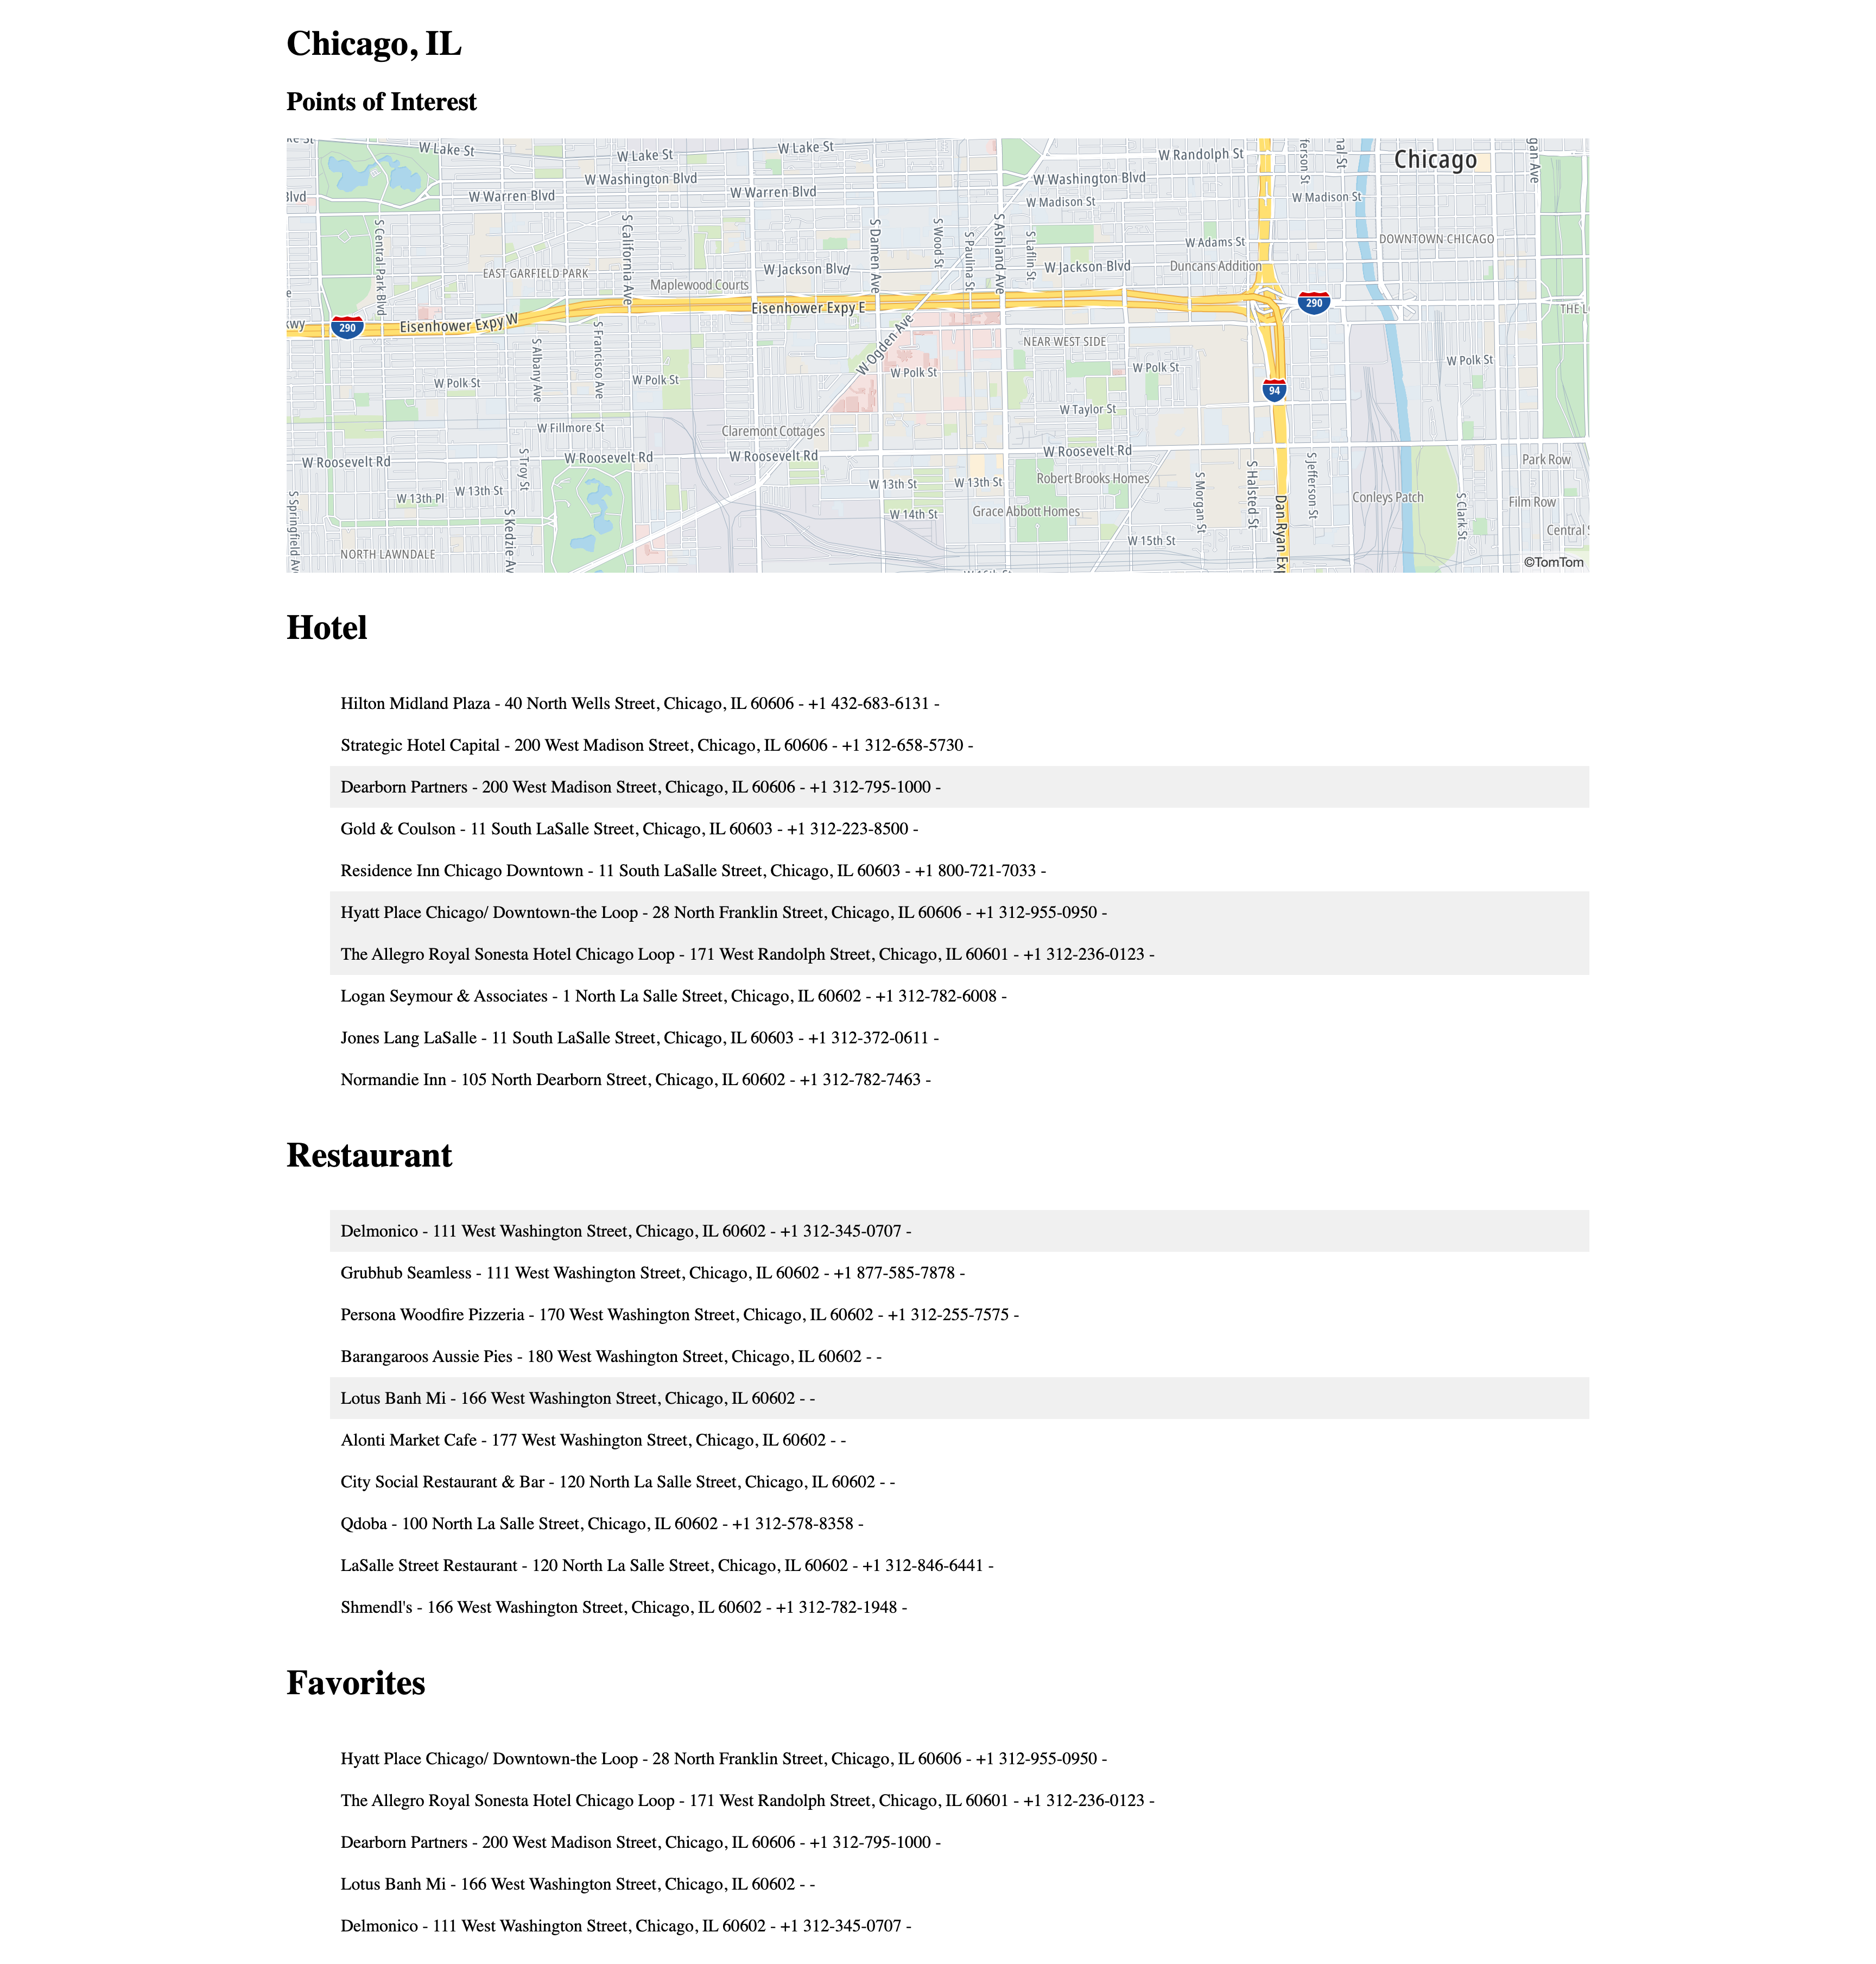 Chicago, IL
Points of Interest
W Lake St
W Lake St
W Lake St
W Randolph St
Chicago
W Washington Blvd
W Washington Blvd
W Warren Blvd
W Warren Blvd
Blvd
W Madison St
W Madison St
S Central Park Blvd
S California Ave
S Damen Ave
S Wood St
S Paulina St
S Ashland Ave
S Laflin St
W Adams St
DOWNTOWN CHICAGO
EAST GARFIELD PARK
W Jackson Blvd
W Jackson Blvd
Duncans Addition
Maplewood Courts
Eisenhower Expy E
290
290
Eisenhower Expy W
W Ogden Ave
NEAR WEST SIDE
S Albany Ave
S Francisco Ave
W Polk St
W Polk St
W Polk St
W Polk St
W Polk St
94
W Taylor St
W Fillmore St
Claremont Cottages
W Roosevelt Rd
W Roosevelt Rd
W Roosevelt Rd
W Roosevelt Rd
S Troy St
Park Row
W 13th Pl
W 13th St
W 13th St
W 13th St
Robert Brooks Homes
S Morgan St
S Halsted St
S Jefferson St
Conleys Patch
S Clark St
Film Row
S Springfield Av
S Kedzie Av
W 14th St
Grace Abbott Homes
Dan Ryan Exp
Central
NORTH LAWNDALE
W 15th St
©TomTom
Hotel
Hilton Midland Plaza - 40 North Wells Street, Chicago, IL 60606 - +1 432-683-6131 -
Strategic Hotel Capital - 200 West Madison Street, Chicago, IL 60606 - +1 312-658-5730 -
Dearborn Partners - 200 West Madison Street, Chicago, IL 60606 - +1 312-795-1000 -
Gold & Coulson - 11 South LaSalle Street, Chicago, IL 60603 - +1 312-223-8500 -
Residence Inn Chicago Downtown - 11 South LaSalle Street, Chicago, IL 60603 - +1 800-721-7033 -
Hyatt Place Chicago/ Downtown-the Loop - 28 North Franklin Street, Chicago, IL 60606 - +1 312-955-0950 -
The Allegro Royal Sonesta Hotel Chicago Loop - 171 West Randolph Street, Chicago, IL 60601 - +1 312-236-0123 -
Logan Seymour & Associates - 1 North La Salle Street, Chicago, IL 60602 - +1 312-782-6008 -
Jones Lang LaSalle - 11 South LaSalle Street, Chicago, IL 60603 - +1 312-372-0611 -
Normandie Inn - 105 North Dearborn Street, Chicago, IL 60602 - +1 312-782-7463 -
Restaurant
Delmonico - 111 West Washington Street, Chicago, IL 60602 - +1 312-345-0707 -
Grubhub Seamless - 111 West Washington Street, Chicago, IL 60602 - +1 877-585-7878 -
Persona Woodfire Pizzeria - 170 West Washington Street, Chicago, IL 60602 - +1 312-255-7575 -
Barangaroos Aussie Pies - 180 West Washington Street, Chicago, IL 60602 - -
Lotus Banh Mi - 166 West Washington Street, Chicago, IL 60602 - -
Alonti Market Cafe - 177 West Washington Street, Chicago, IL 60602 - -
City Social Restaurant & Bar - 120 North La Salle Street, Chicago, IL 60602 - -
Qdoba - 100 North La Salle Street, Chicago, IL 60602 - +1 312-578-8358 -
LaSalle Street Restaurant - 120 North La Salle Street, Chicago, IL 60602 - +1 312-846-6441 -
Shmendl's - 166 West Washington Street, Chicago, IL 60602 - +1 312-782-1948 -
Favorites
Hyatt Place Chicago/ Downtown-the Loop - 28 North Franklin Street, Chicago, IL 60606 - +1 312-955-0950 -
The Allegro Royal Sonesta Hotel Chicago Loop - 171 West Randolph Street, Chicago, IL 60601 - +1 312-236-0123 -
Dearborn Partners - 200 West Madison Street, Chicago, IL 60606 - +1 312-795-1000 -
Lotus Banh Mi - 166 West Washington Street, Chicago, IL 60602 - -
Delmonico - 111 West Washington Street, Chicago, IL 60602 - +1 312-345-0707 -